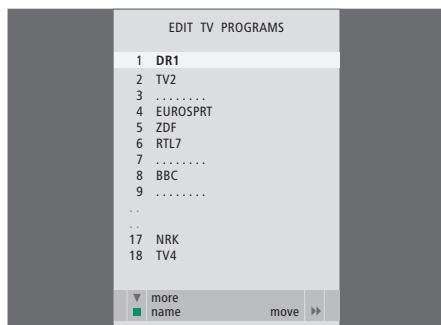 EDIT TV PROGRAMS
1 DR1
2 TV2
3 . . . . . . . .
4 EUROSPRT
5 ZDF
6 RTL7
7 . . . . . . . .
8 BBC
9 . . . . . . . .
. .
. .
17 NRK
18 TV4
more
name move